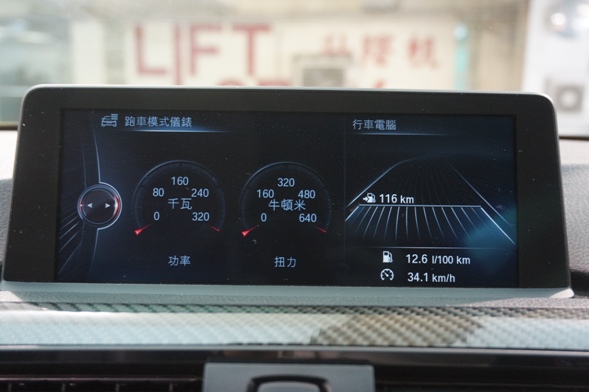 LIFT
跑車模式儀錶
行車電腦
160
80
240
千瓦
0
320
功率
320
160
480
牛頓米
0
640
扭力
116 km
12.6 l/100 km
34.1 km/h